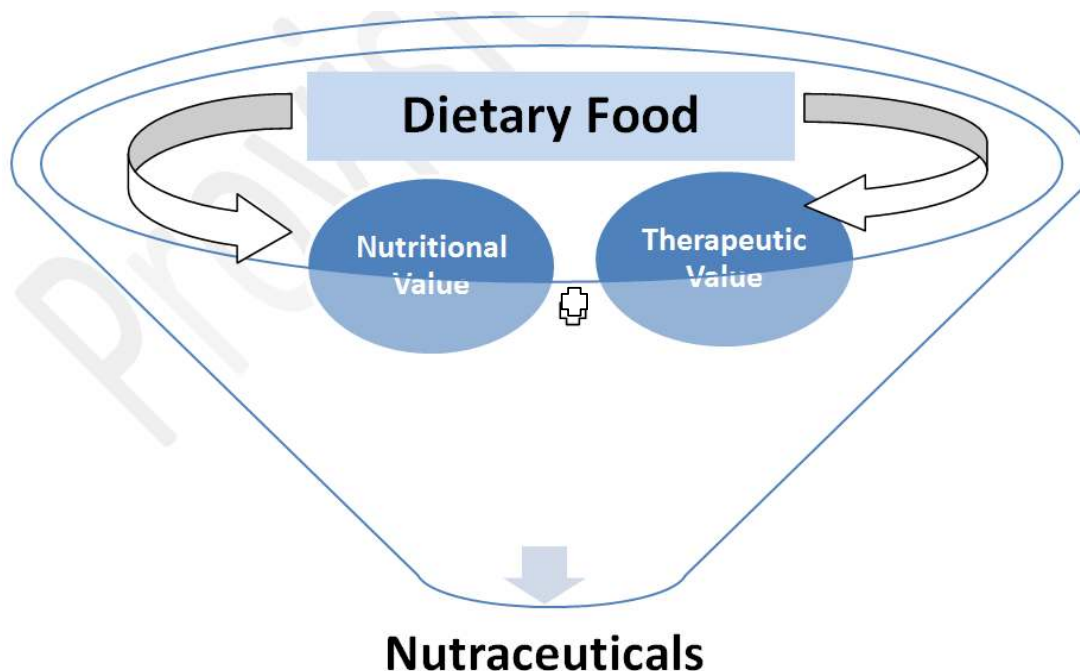 Dietary Food
Nutritional
Value
Therapeutic
Value
Nutraceuticals